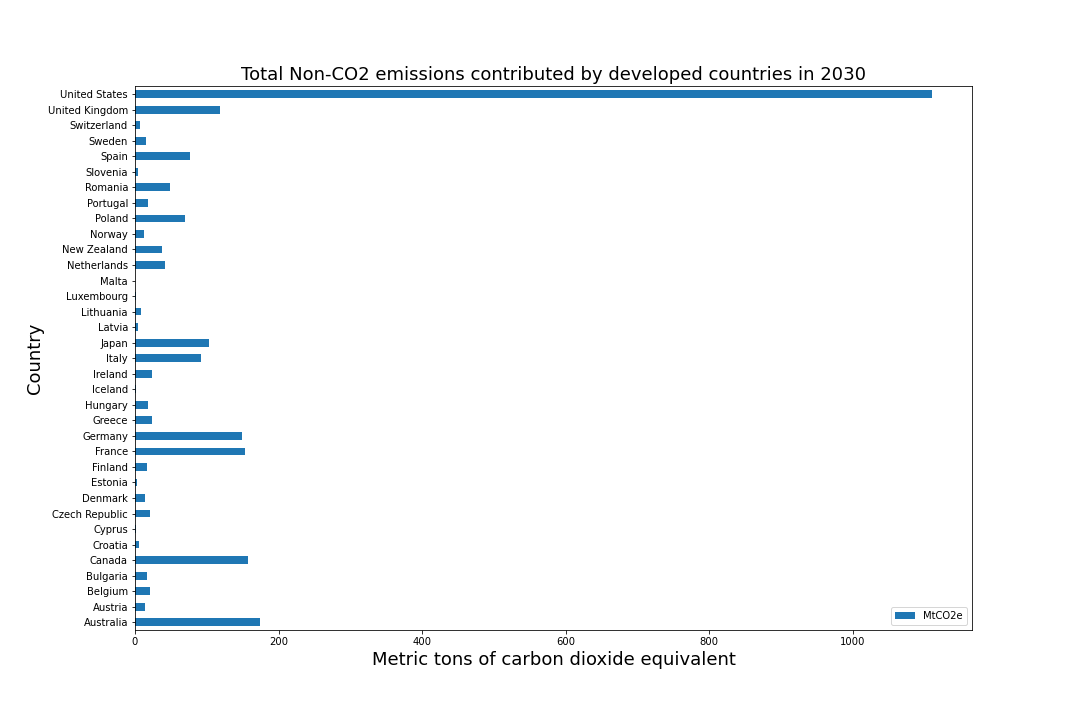 Total Non-CO2 emissions contributed by developed countries in 2030
United States
United Kingdom
Switzerland
Sweden
Spain
Slovenia
Romania
Portugal
Poland
Norway
New Zealand
Netherlands
Malta
Luxembourg
Lithuania
Latvia
Japan
Italy
Ireland
Iceland
Hungary
Greece
Germany
France
Finland
Estonia
Denmark
Czech Republic
Cyprus
Croatia
Canada
Bulgaria
Belgium
Austria
Australia
Country
MtCO2e
0 200 400 600 800 1000
Metric tons of carbon dioxide equivalent